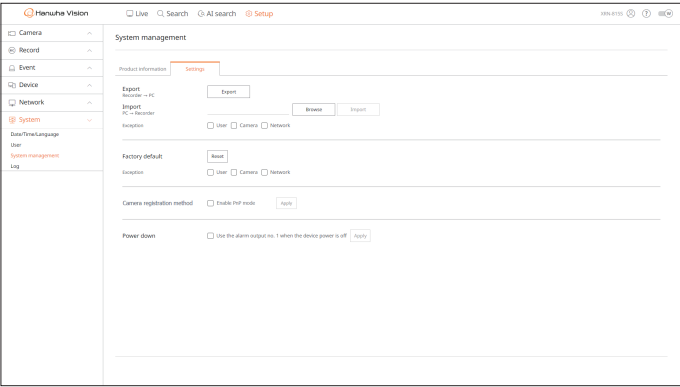 Hanwha Vision
Live Search AI search Setup
XRN-815S ? W
Camera
Record
Event
Device
Network
System
Date/Time/Language
User
System management
Log
System management
Product information Settings
Export Export
Recorder → PC
Import Browse Import
PC → Recorder
Exception User Camera Network
Factory default Reset
Exception User Camera Network
Camera registration method Enable PnP mode Apply
Power down Use the alarm output no. 1 when the device power is off Apply